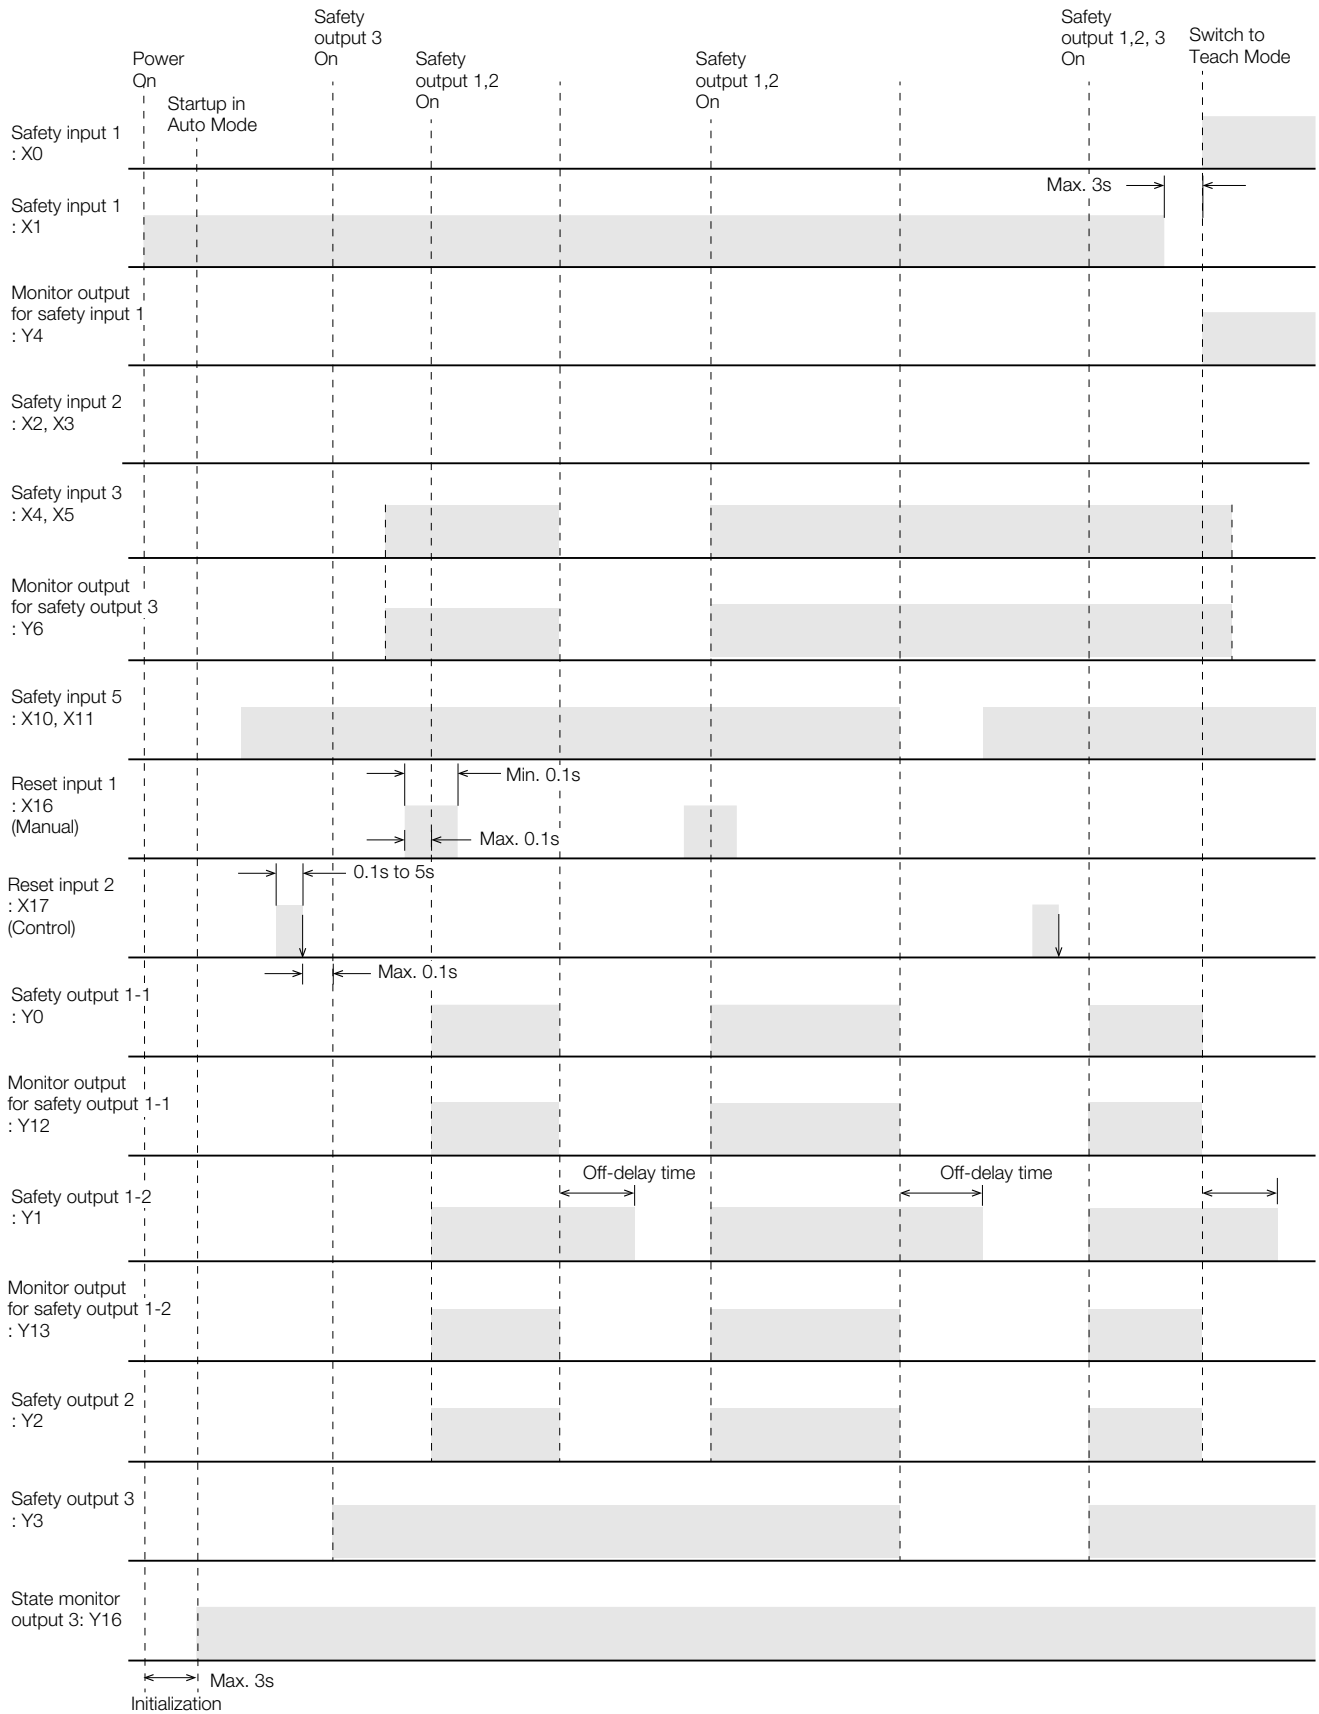 Safety
output 3
On
Safety
output 1,2, 3
On
Switch to
Teach Mode
Power
On
Safety
output 1,2
On
Safety
output 1,2
On
Startup in
Auto Mode
Safety input 1
: X0
Max. 3s
Safety input 1
: X1
Monitor output
for safety input 1
: Y4
Safety input 2
: X2, X3
Safety input 3
: X4, X5
Monitor output
for safety output 3
: Y6
Safety input 5
: X10, X11
Min. 0.1s
Reset input 1
: X16
(Manual)
Max. 0.1s
0.1s to 5s
Reset input 2
: X17
(Control)
Max. 0.1s
Safety output 1-1
: Y0
Monitor output
for safety output 1-1
: Y12
Off-delay time
Off-delay time
Safety output 1-2
: Y1
Monitor output
for safety output 1-2
: Y13
Safety output 2
: Y2
Safety output 3
: Y3
State monitor
output 3: Y16
Max. 3s
Initialization